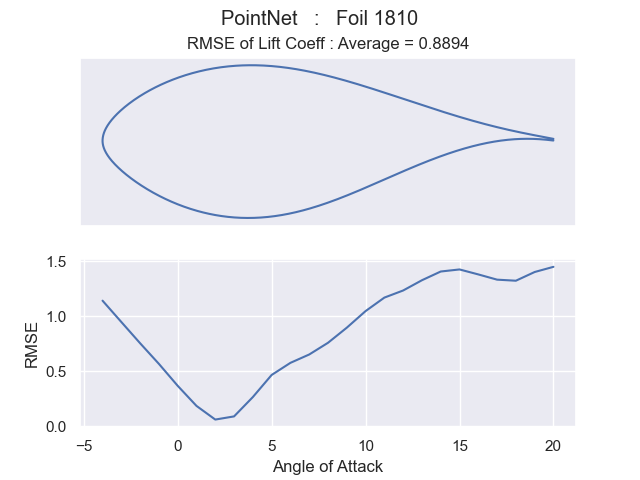 PointNet   :   Foil 1810
RMSE of Lift Coeff : Average = 0.8894
1.5
1.0
0.5
0.0
RMSE
−5 0 5 10 15 20
Angle of Attack